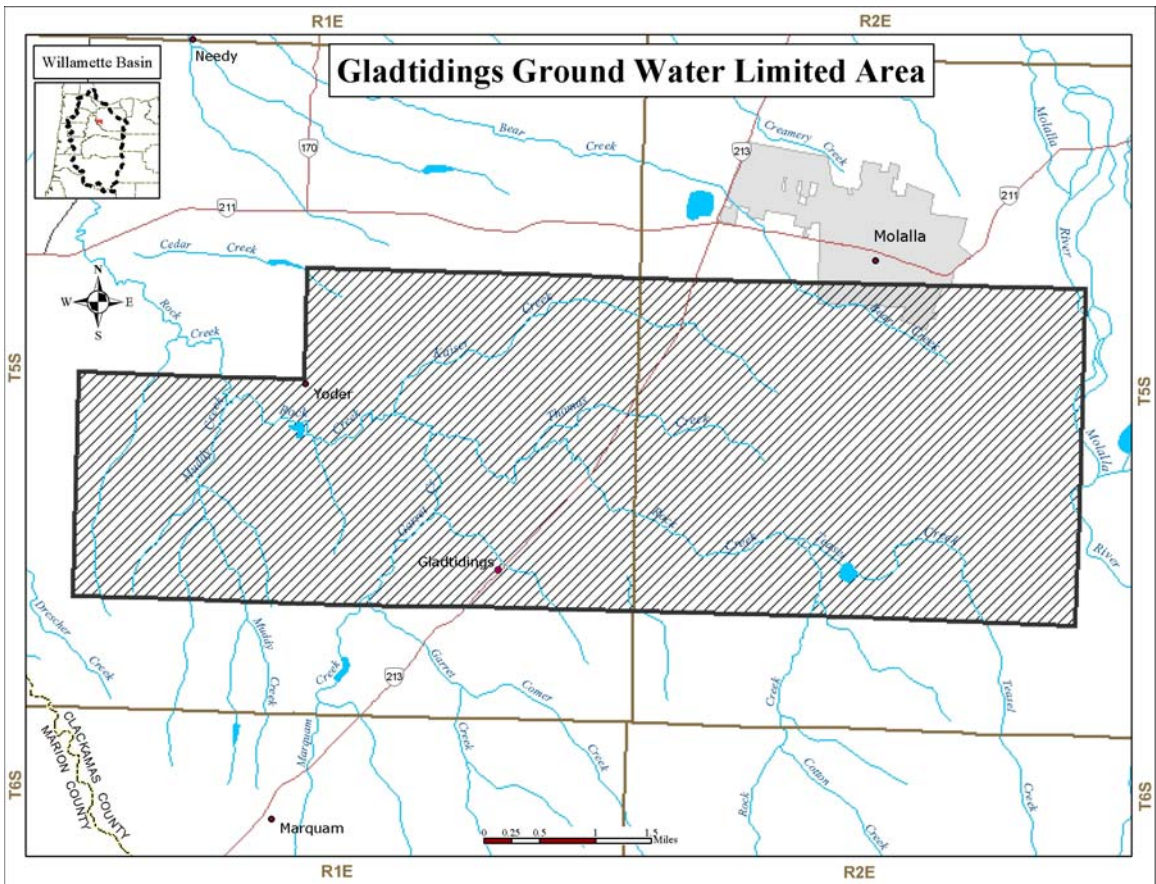 R1E
R2E
Willamette Basin
Needy
Gladtidings Ground Water Limited Area
170
213
211
211
Bear
Creek
Creamery
Creek
Molalla
River
Molalla
Cedar
Creek
N
W
E
S
Rock
Creek
T5S
T5S
Kaiser
Creek
Bear
Creek
Yoder
Rock
Creek
Muddy
Creek
Thomas
Creek
Garret
Cr
Molalla
River
Rock
Creek
Teasel
Creek
Gladtidings
Drescher
Creek
Muddy
Creek
Creek
Marquam
213
Garret
Creek
Comer
Creek
Creek
Rock
Cotton
Creek
Teasel
Creek
CLACKAMAS COUNTY
MARION COUNTY
T6S
T6S
Marquam
0 0.25 0.5 1 1.5
Miles
R1E
R2E